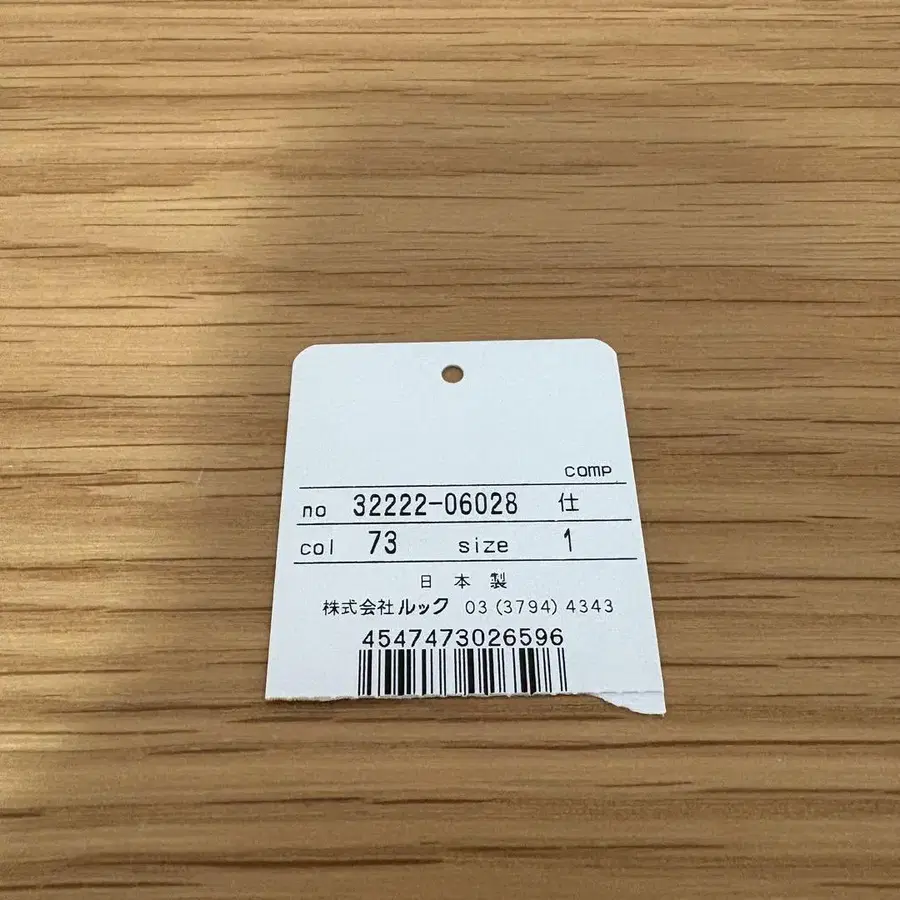 comp
no 32222-06028 仕
col 73 size 1
日本製
株式会社ルック 03(3794)4343
4547473026596